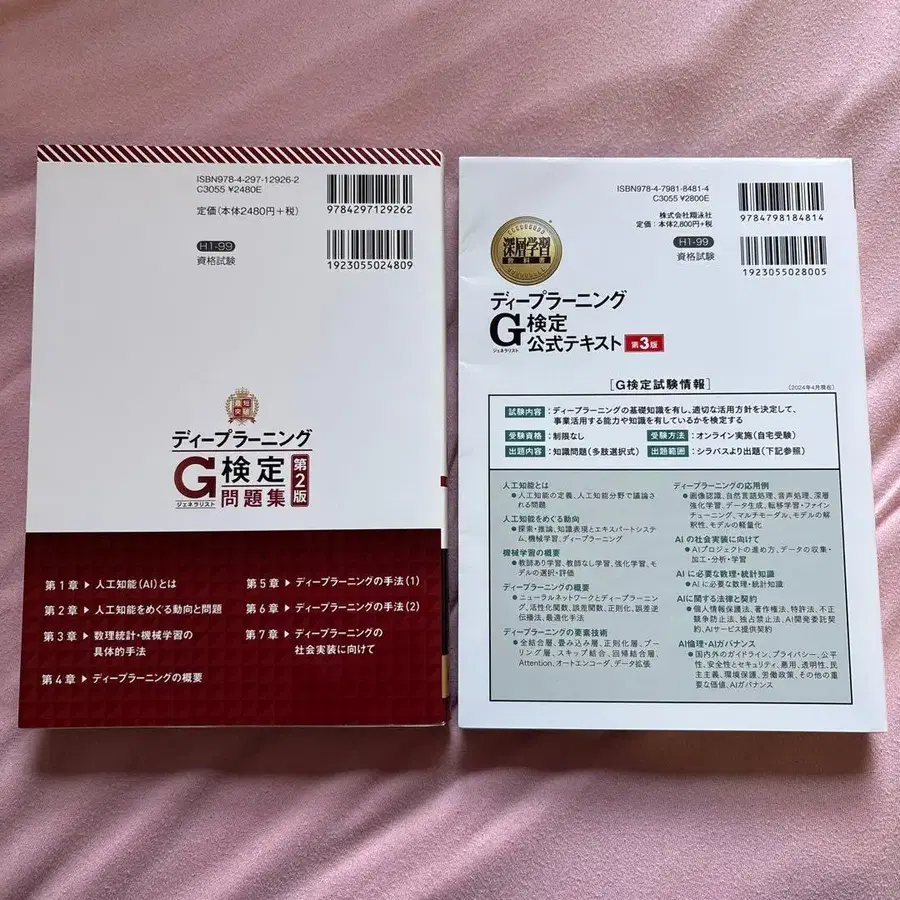 ISBN978-4-297-12926-2
C3055 ¥2480E
定価(本体2480円+税)
9784297129262
H1-99
資格試験
1923055024809
最短
突破
ディープラーニング
G検定
ジェネラリスト
問題集
第2版
第1章 ▶ 人工知能(AI)とは
第2章 ▶ 人工知能をめぐる動向と問題
第3章 ▶ 数理統計・機械学習の
具体的手法
第4章 ▶ ディープラーニングの概要
第5章 ▶ ディープラーニングの手法(1)
第6章 ▶ ディープラーニングの手法(2)
第7章 ▶ ディープラーニングの
社会実装に向けて
ISBN978-4-7981-8481-4
C3055 ¥2800E
株式会社翔泳社
定価:本体2,800円+税
9784798184814
H1-99
資格試験
1923055028005
深層学習
教科書
ディープラーニング
G検定
ジェネラリスト
公式テキスト 第3版
[G検定試験情報]
(2024年4月現在)
試験内容:ディープラーニングの基礎知識を有し、適切な活用方針を決定して、
事業活用する能力や知識を有しているかを検定する
受験資格:制限なし 受験方法:オンライン実施(自宅受験)
出題内容:知識問題(多肢選択式) 出題範囲:シラバスより出題(下記参照)
人工知能とは
●人工知能の定義、人工知能分野で議論さ
れる問題
人工知能をめぐる動向
●探索・推論、知識表現とエキスパートシステ
ム、機械学習、ディープラーニング
機械学習の概要
●教師あり学習、教師なし学習、強化学習、モ
デルの選択・評価
ディープラーニングの概要
●ニューラルネットワークとディープラーニン
グ、活性化関数、誤差関数、正則化、誤差逆
伝播法、最適化手法
ディープラーニングの要素技術
●全結合層、畳み込み層、正則化層、プー
リング層、スキップ結合、回帰結合層、
Attention、オートエンコーダ、データ拡張
ディープラーニングの応用例
●画像認識、自然言語処理、音声処理、深層
強化学習、データ生成、転移学習・ファイン
チューニング、マルチモーダル、モデルの解
釈性、モデルの軽量化
AIの社会実装に向けて
●AIプロジェクトの進め方、データの収集・
加工・分析・学習
AIに必要な数理・統計知識
●AIに必要な数理・統計知識
AIに関する法律と契約
●個人情報保護法、著作権法、特許法、不正
競争防止法、独占禁止法、AI開発委託契
約、AIサービス提供契約
AI倫理・AIガバナンス
●国内外のガイドライン、プライバシー、公平
性、安全性とセキュリティ、悪用、透明性、民
主主義、環境保護、労働政策、その他の重
要な価値、AIガバナンス